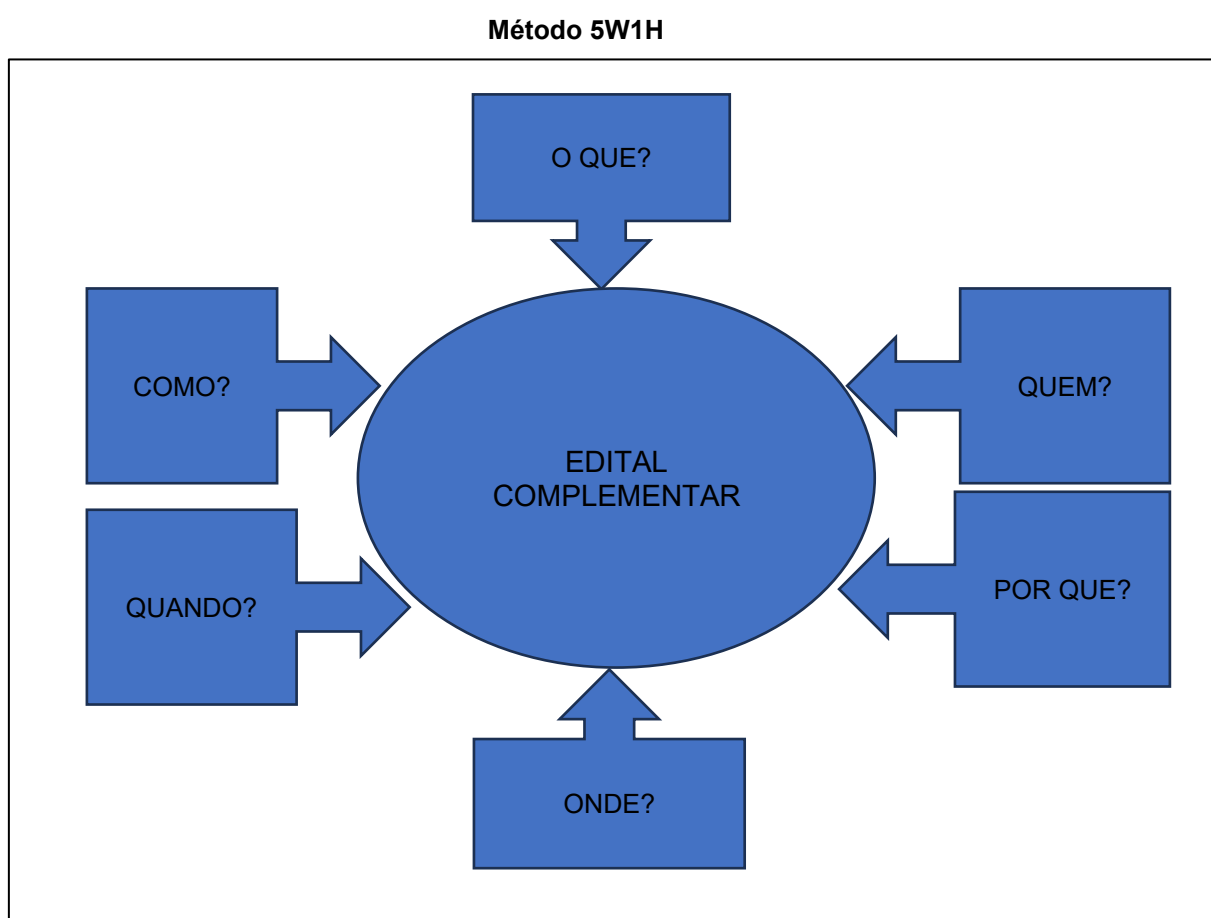 Método 5W1H
O QUE?
COMO?
QUEM?
EDITAL
COMPLEMENTAR
QUANDO?
POR QUE?
ONDE?